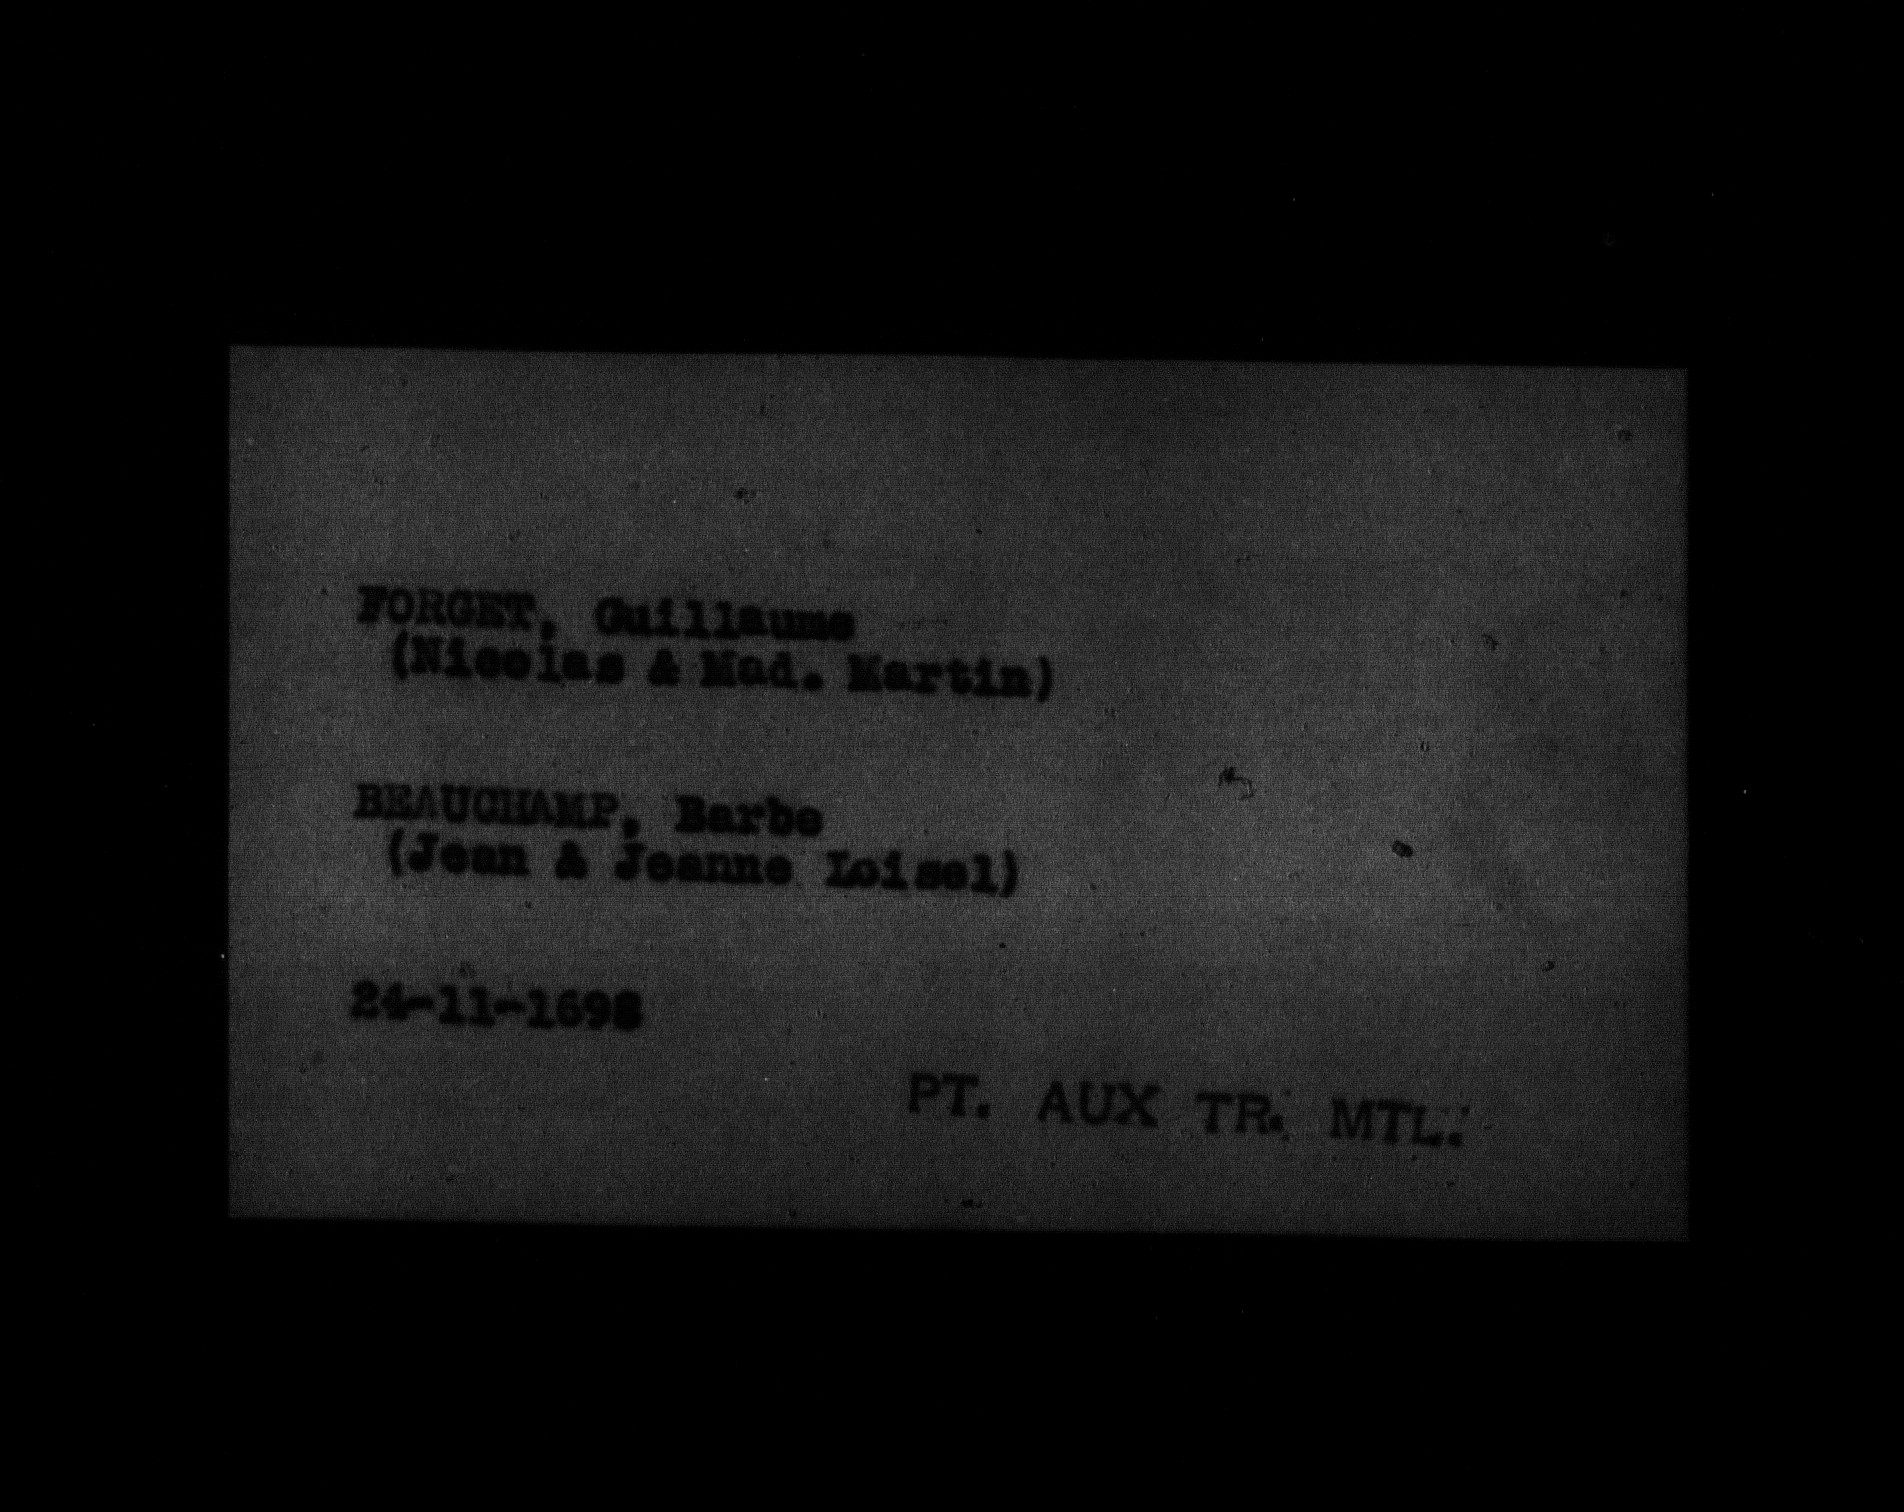 FORGET, Guillaume
(Nicolas & Mad. Martin)
BEAUCHAMP, Barbe
(Jean & Jeanne Loisel)
24-11-1698
PT. AUX TR. MTL.